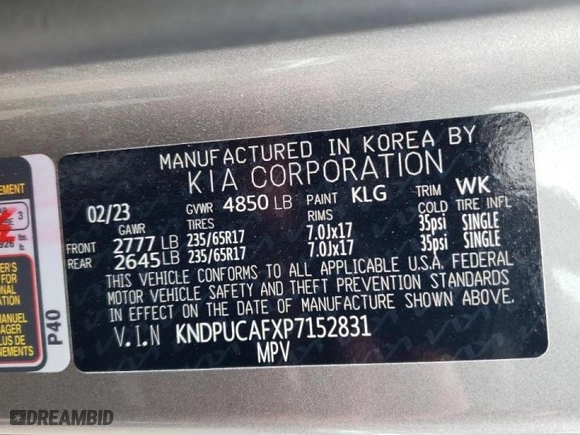 MANUFACTURED IN KOREA BY
KIA CORPORATION
02/23 GVWR 4850 LB PAINT KLG TRIM WK
GAWR TIRES RIMS COLD TIRE INFL
FRONT 2777 LB 235/65R17 7.0Jx17 35psi SINGLE
REAR 2645 LB 235/65R17 7.0Jx17 35psi SINGLE
THIS VEHICLE CONFORMS TO ALL APPLICABLE U.S.A. FEDERAL
MOTOR VEHICLE SAFETY AND THEFT PREVENTION STANDARDS
IN EFFECT ON THE DATE OF MANUFACTURE SHOWN ABOVE.
V.I.N KNDPUCAFXP7152831
MPV
P40
3
DREAMBID